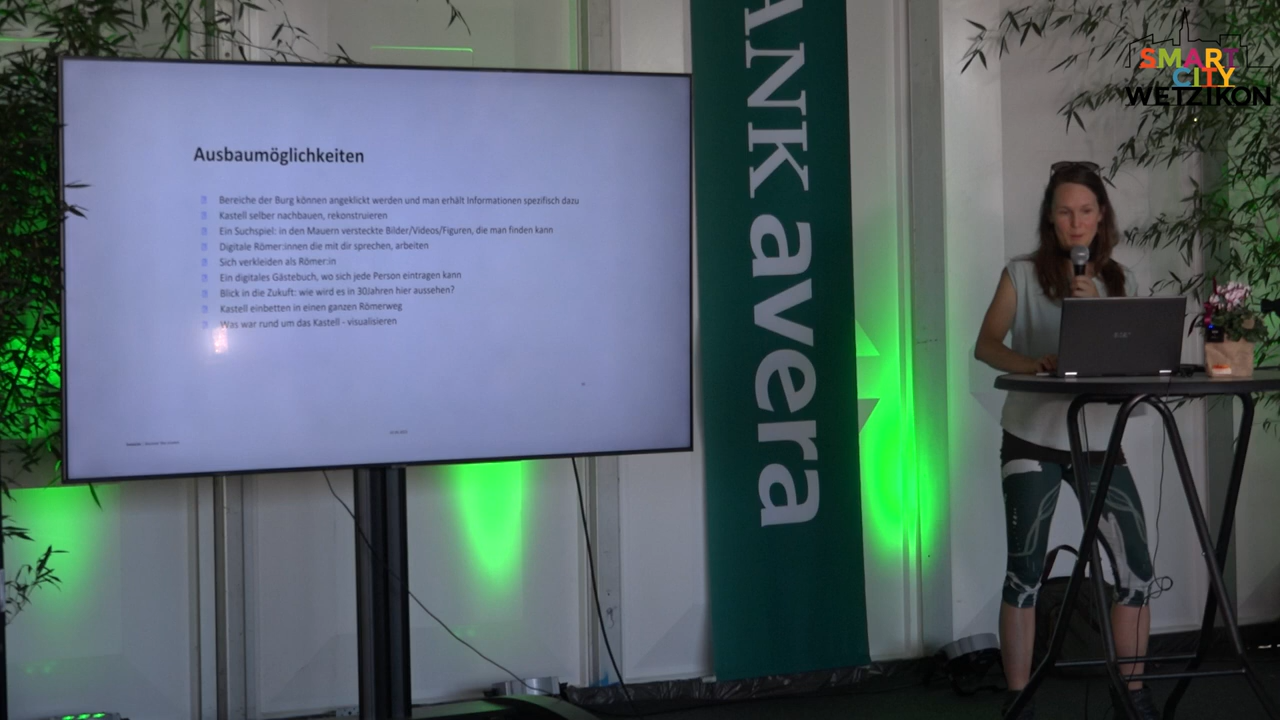 SMART
CITY
WETZIKON
Ausbaumöglichkeiten
Bereiche der Burg können angeklickt werden und man erhält Informationen spezifisch dazu
Kastell selber nachbauen, rekonstruieren
Ein Suchspiel: in den Mauern versteckte Bilder/Videos/Figuren, die man finden kann
Digitale Römer:innen die mit dir sprechen, arbeiten
Sich verkleiden als Römer:in
Ein digitales Gästebuch, wo sich jede Person eintragen kann
Blick in die Zukunft: wie wird es in 30Jahren hier aussehen?
Kastell einbetten in einen ganzen Römerweg
Was war rund um das Kastell - visualisieren
ANK avera